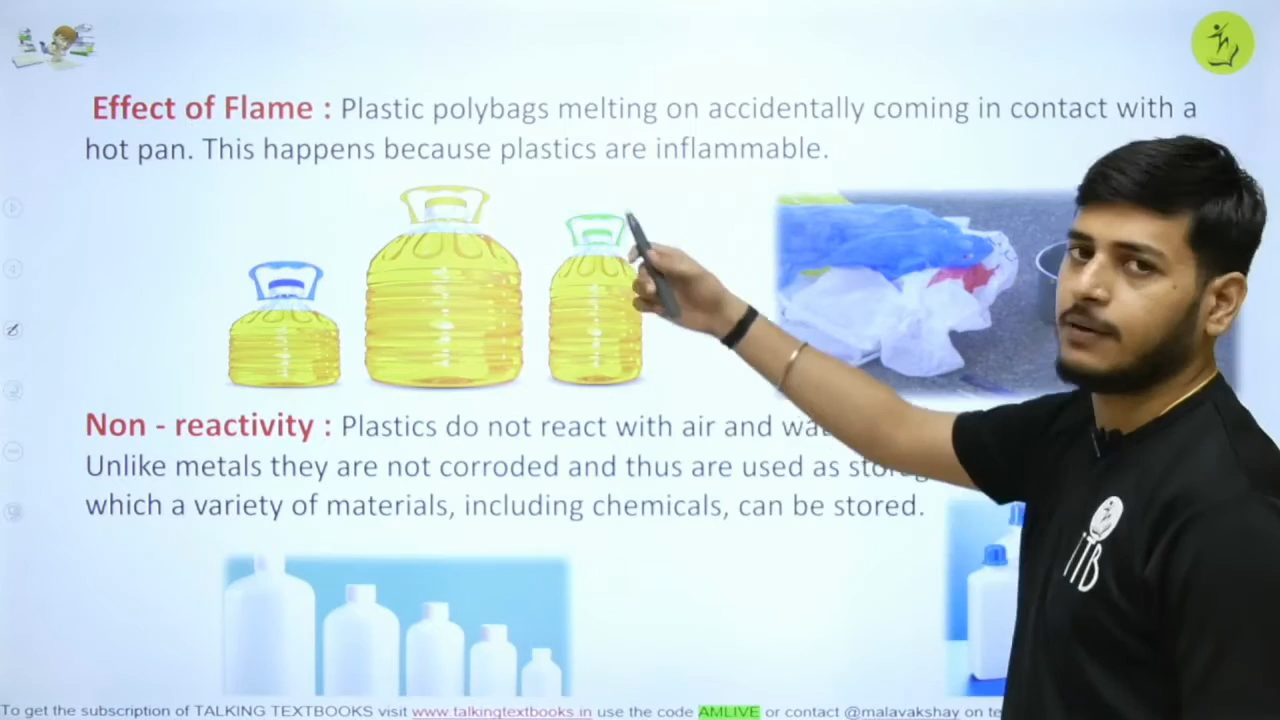 Effect of Flame : Plastic polybags melting on accidentally coming in contact with a
hot pan. This happens because plastics are inflammable.
Non - reactivity : Plastics do not react with air and
Unlike metals they are not corroded and thus are used as
which a variety of materials, including chemicals, can be stored.
TTB
To get the subscription of TALKING TEXTBOOKS visit www.talkingtextbooks.in use the code AMLIVE or contact @malavakshay on